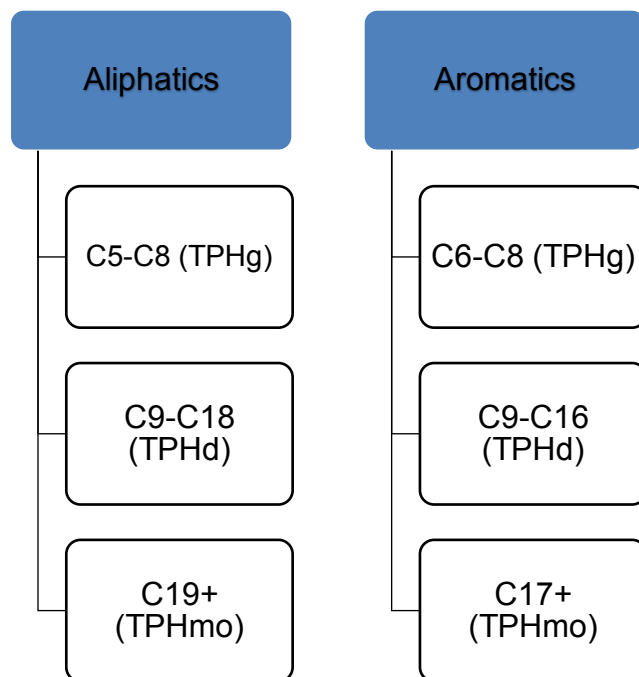 Aliphatics
C5-C8 (TPHg)
C9-C18
(TPHd)
C19+
(TPHmo)
Aromatics
C6-C8 (TPHg)
C9-C16
(TPHd)
C17+
(TPHmo)